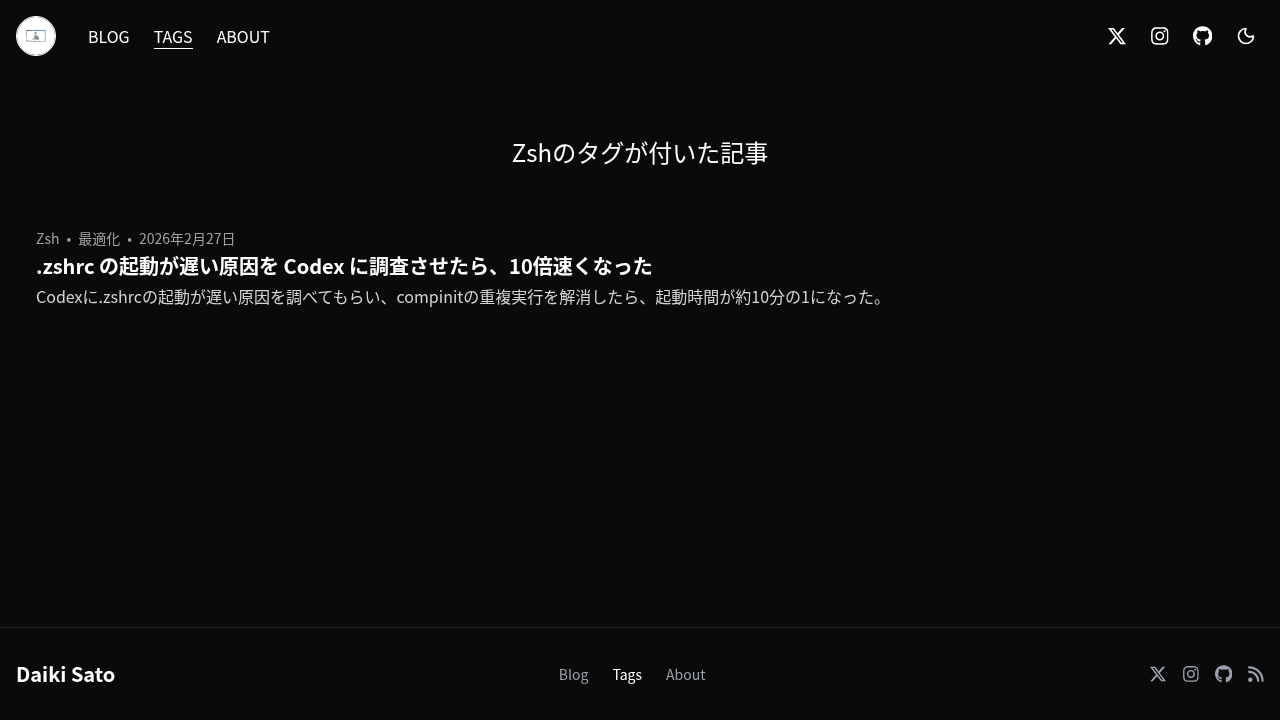 BLOG TAGS ABOUT
Zshのタグが付いた記事
Zsh • 最適化 • 2026年2月27日
.zshrc の起動が遅い原因を Codex に調査させたら、10倍速くなった
Codexに.zshrcの起動が遅い原因を調べてもらい、compinitの重複実行を解消したら、起動時間が約10分の1になった。
Daiki Sato
Blog Tags About